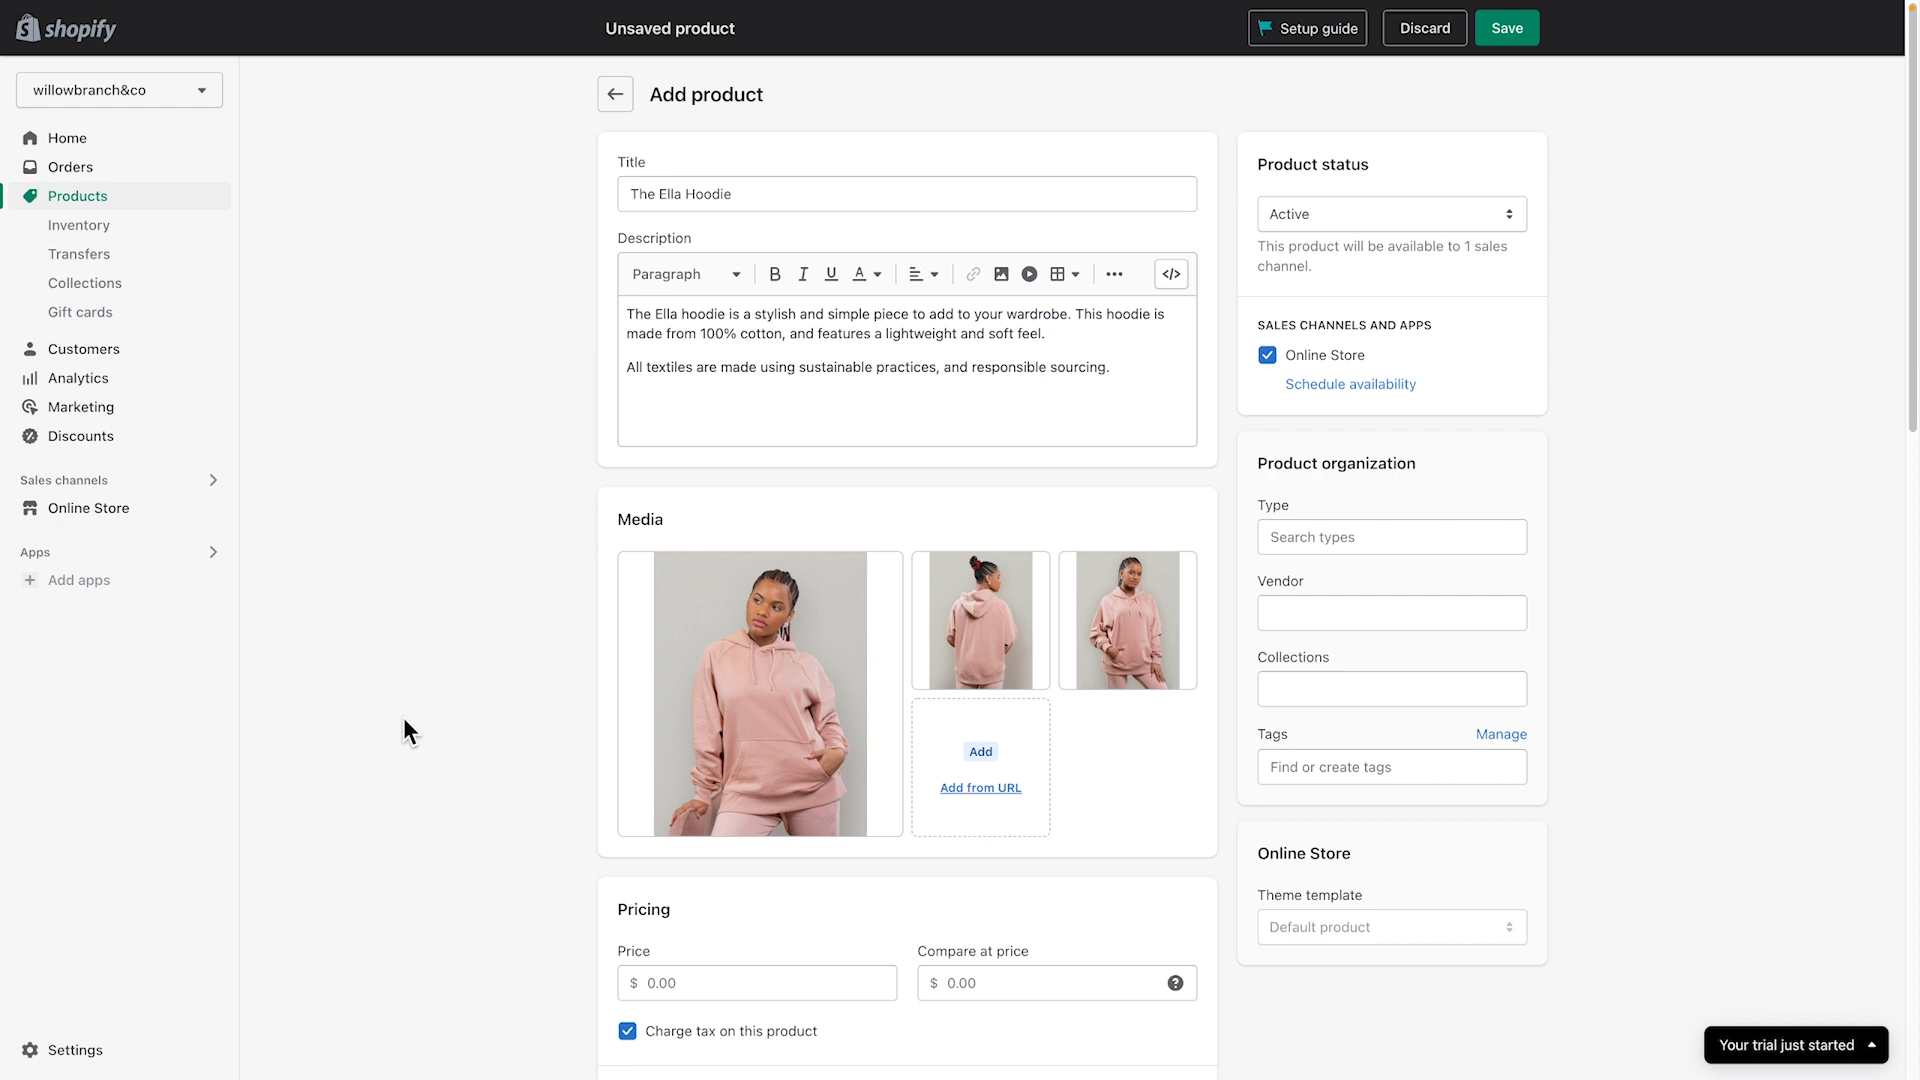 shopify
Unsaved product
Setup guide
Discard
Save
willowbranch&co
Home
Orders
Products
Inventory
Transfers
Collections
Gift cards
Customers
Analytics
Marketing
Discounts
Sales channels
Online Store
Apps
Add apps
Settings
Add product
Title
The Ella Hoodie
Description
Paragraph
B I U A
</>
The Ella hoodie is a stylish and simple piece to add to your wardrobe. This hoodie is
made from 100% cotton, and features a lightweight and soft feel.
All textiles are made using sustainable practices, and responsible sourcing.
Media
Add
Add from URL
Pricing
Price
$ 0.00
Compare at price
$ 0.00
Charge tax on this product
Product status
Active
This product will be available to 1 sales
channel.
SALES CHANNELS AND APPS
Online Store
Schedule availability
Product organization
Type
Search types
Vendor
Collections
Tags
Manage
Find or create tags
Online Store
Theme template
Default product
Your trial just started